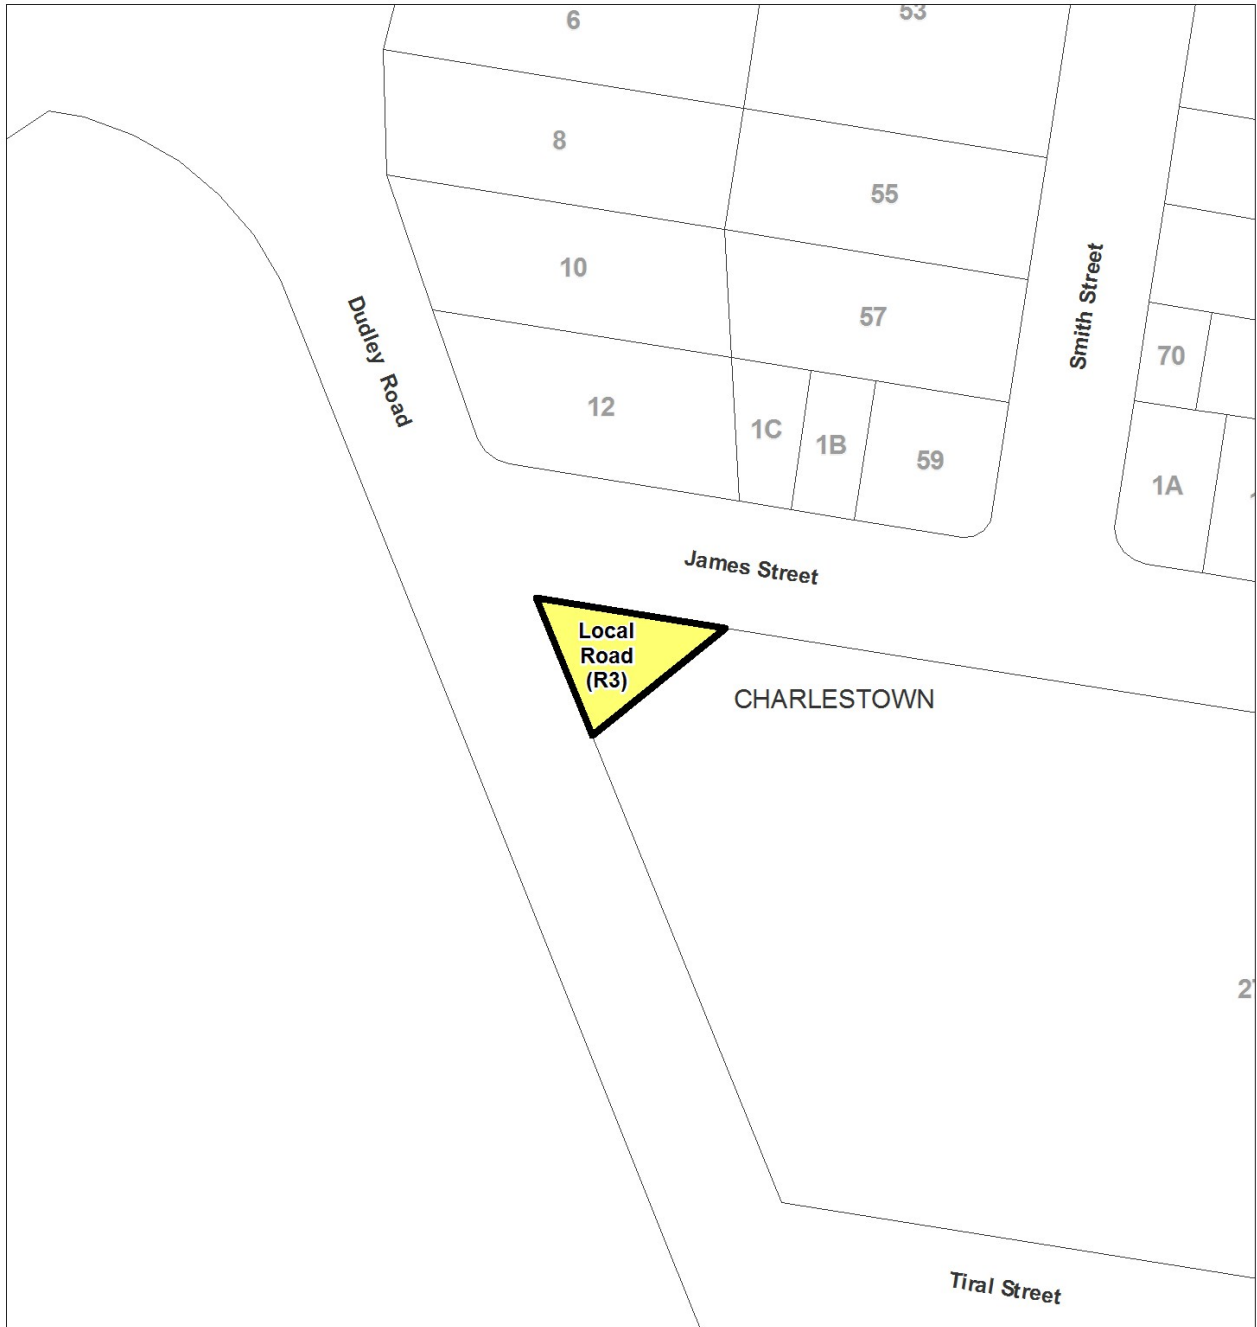 6
53
8
55
10
57
Dudley Road
Smith Street
70
12
1C
1B
59
1A
James Street
Local
Road
(R3)
CHARLESTOWN
Tiral Street